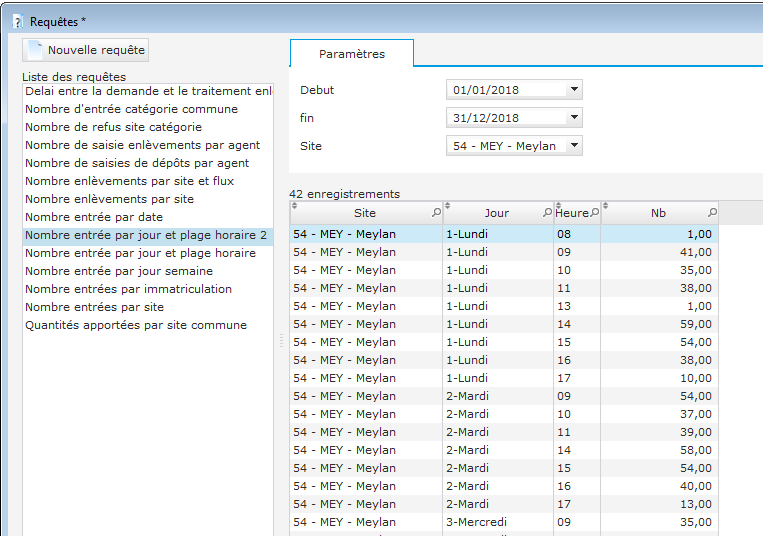 Requêtes *
Nouvelle requête
Liste des requêtes
Delai entre la demande et le traitement enl
Nombre d'entrée catégorie commune
Nombre de refus site catégorie
Nombre de saisie enlèvements par agent
Nombre de saisies de dépôts par agent
Nombre enlèvements par site et flux
Nombre enlèvements par site
Nombre entrée par date
Nombre entrée par jour et plage horaire 2
Nombre entrée par jour et plage horaire
Nombre entrée par jour semaine
Nombre entrées par immatriculation
Nombre entrées par site
Quantités apportées par site commune
Paramètres
Debut 01/01/2018
fin 31/12/2018
Site 54 - MEY - Meylan
42 enregistrements
Site Jour Heure Nb
54 - MEY - Meylan 1-Lundi 08 1,00
54 - MEY - Meylan 1-Lundi 09 41,00
54 - MEY - Meylan 1-Lundi 10 35,00
54 - MEY - Meylan 1-Lundi 11 38,00
54 - MEY - Meylan 1-Lundi 13 1,00
54 - MEY - Meylan 1-Lundi 14 59,00
54 - MEY - Meylan 1-Lundi 15 54,00
54 - MEY - Meylan 1-Lundi 16 38,00
54 - MEY - Meylan 1-Lundi 17 10,00
54 - MEY - Meylan 2-Mardi 09 54,00
54 - MEY - Meylan 2-Mardi 10 37,00
54 - MEY - Meylan 2-Mardi 11 39,00
54 - MEY - Meylan 2-Mardi 14 58,00
54 - MEY - Meylan 2-Mardi 15 54,00
54 - MEY - Meylan 2-Mardi 16 40,00
54 - MEY - Meylan 2-Mardi 17 13,00
54 - MEY - Meylan 3-Mercredi 09 35,00